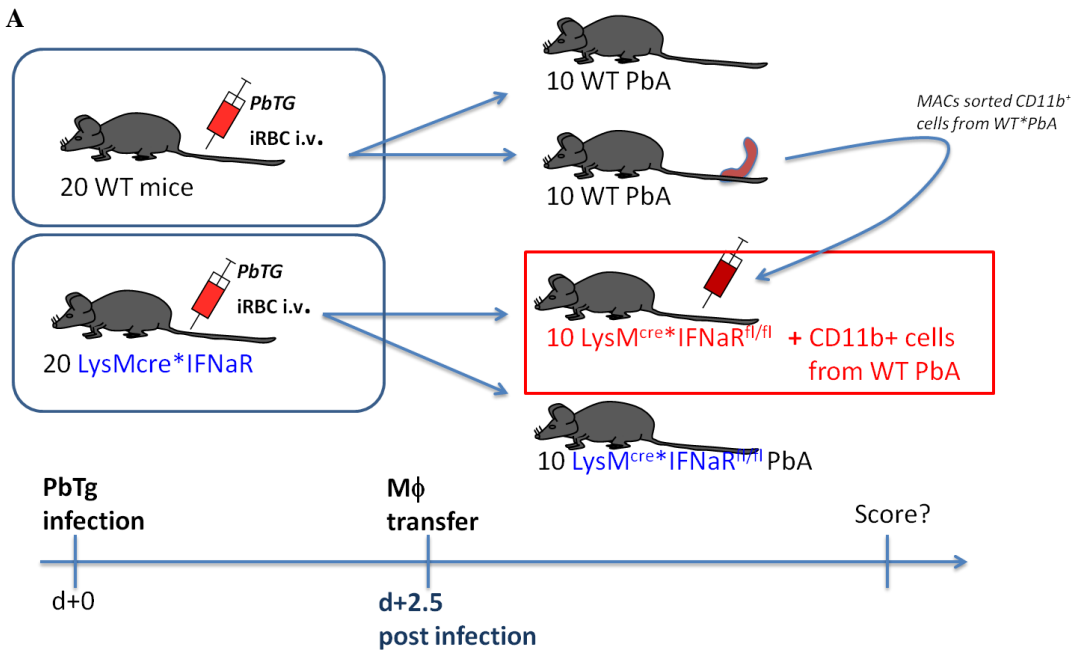 A
PbTG
iRBC i.v.
20 WT mice
10 WT PbA
10 WT PbA
MACs sorted CD11b+
cells from WT*PbA
PbTG
iRBC i.v.
20 LysMcre*IFNaR
10 LysMcre*IFNaRfl/fl + CD11b+ cells
from WT PbA
10 LysMcre*IFNaRfl/fl PbA
PbTg
infection
Mϕ
transfer
Score?
d+0
d+2.5
post infection